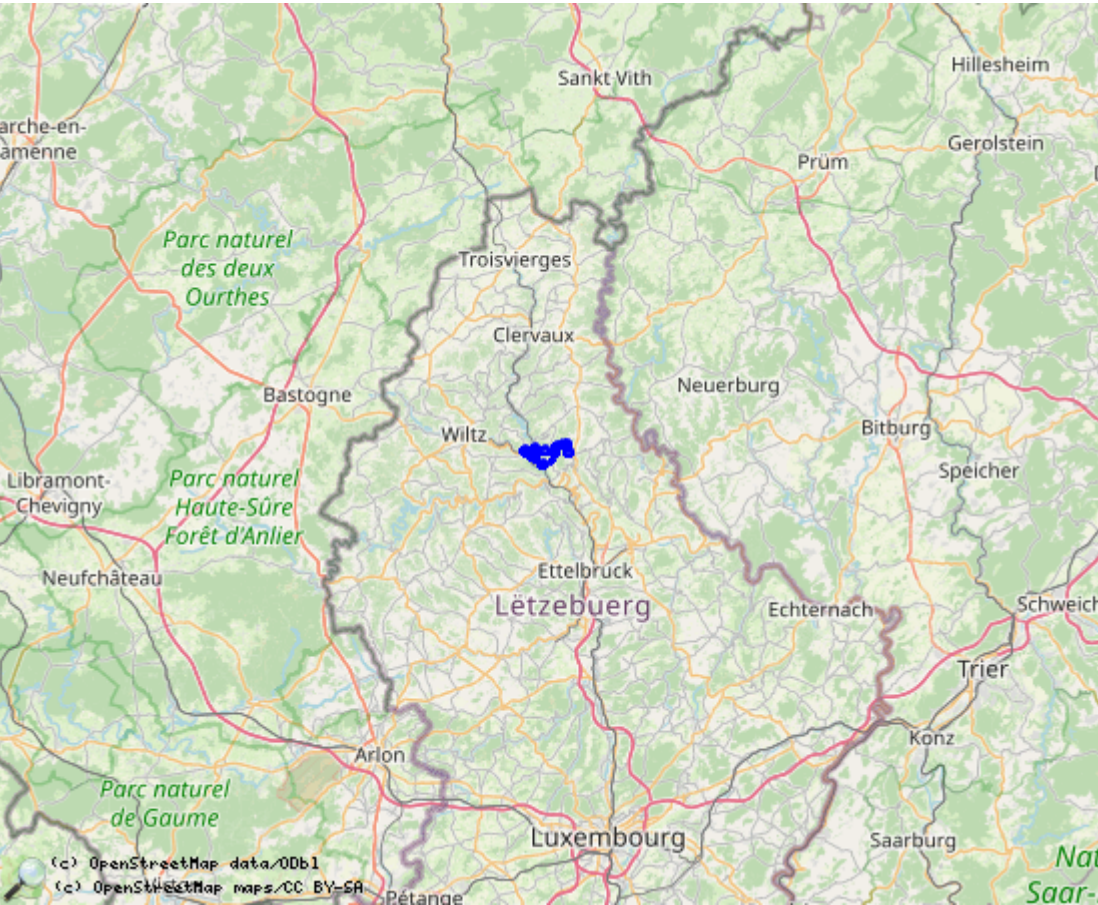 Sankt Vith
Hillesheim
arche-en-
amenne
Gerolstein
Prüm
Parc naturel
des deux
Ourthes
Troisvierges
Clervaux
Bastogne
Neuerburg
Wiltz
Bitburg
Libramont-
Chevigny
Parc naturel
Haute-Sûre
Forêt d'Anlier
Speicher
Neufchâteau
Ettelbruck
Lëtzebuerg
Echternach
Schweich
Trier
Konz
Arlon
Parc naturel
de Gaume
Luxembourg
Saarburg
Nat
Saar-
(c) OpenStreetMap data/ODbl
(c) OpenStreetMap maps/CC BY-SA
Pétange